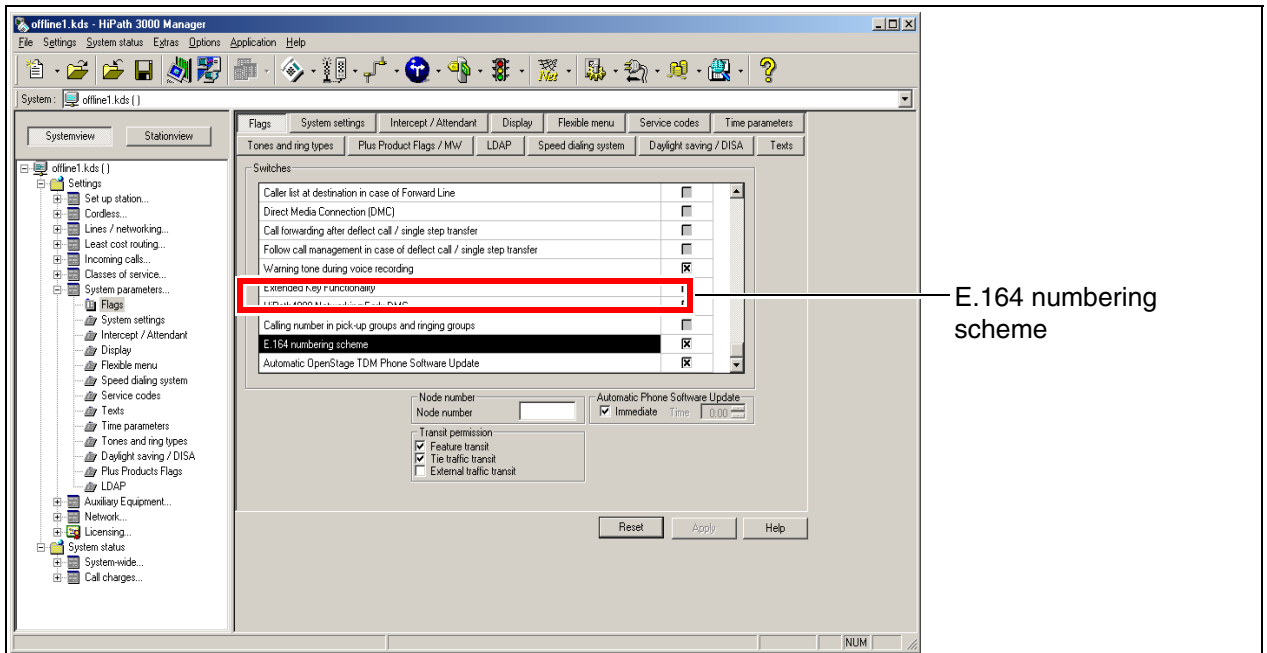 offline1.kds - HiPath 3000 Manager
File Settings System status Extras Options Application Help
Net
System : offline1.kds ( )
Systemview Stationview
offline1.kds ( )
Settings
Set up station...
Cordless...
Lines / networking...
Least cost routing...
Incoming calls...
Classes of service...
System parameters...
Flags
System settings
Intercept / Attendant
Display
Flexible menu
Speed dialing system
Service codes
Texts
Time parameters
Tones and ring types
Daylight saving / DISA
Plus Products Flags
LDAP
Auxiliary Equipment...
Network...
Licensing...
System status
System-wide...
Call charges...
Flags System settings Intercept / Attendant Display Flexible menu Service codes Time parameters
Tones and ring types Plus Product Flags / MW LDAP Speed dialing system Daylight saving / DISA Texts
Switches
Caller list at destination in case of Forward Line
Direct Media Connection (DMC)
Call forwarding after deflect call / single step transfer
Follow call management in case of deflect call / single step transfer
Warning tone during voice recording
Extended Key Functionality
Calling number in pick-up groups and ringing groups
E.164 numbering scheme
Automatic OpenStage TDM Phone Software Update
Node number
Node number
Automatic Phone Software Update
Immediate Time 0:00
Transit permission
Feature transit
Tie traffic transit
External traffic transit
Reset Apply Help
NUM
E.164 numbering
scheme